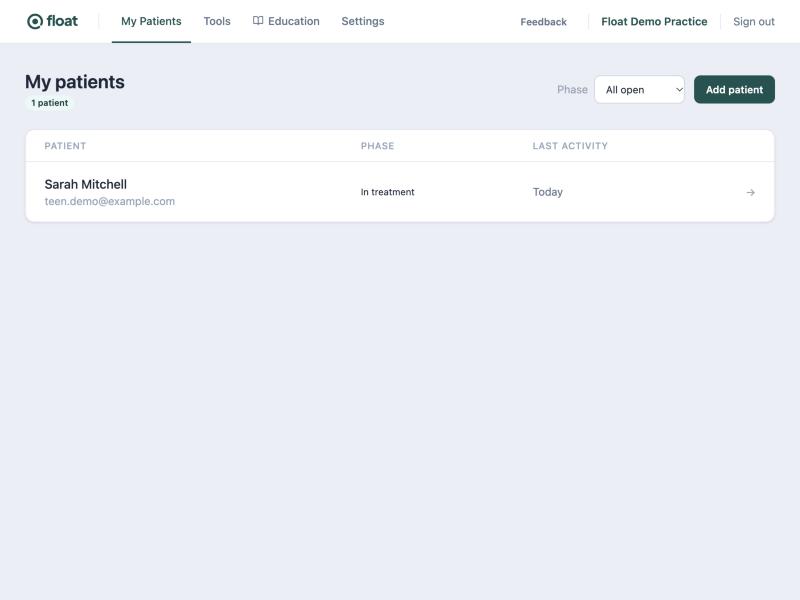 float
My Patients
Tools
Education
Settings
Feedback
Float Demo Practice
Sign out
My patients
1 patient
Phase
All open
Add patient
PATIENT
PHASE
LAST ACTIVITY
Sarah Mitchell
teen.demo@example.com
In treatment
Today
→